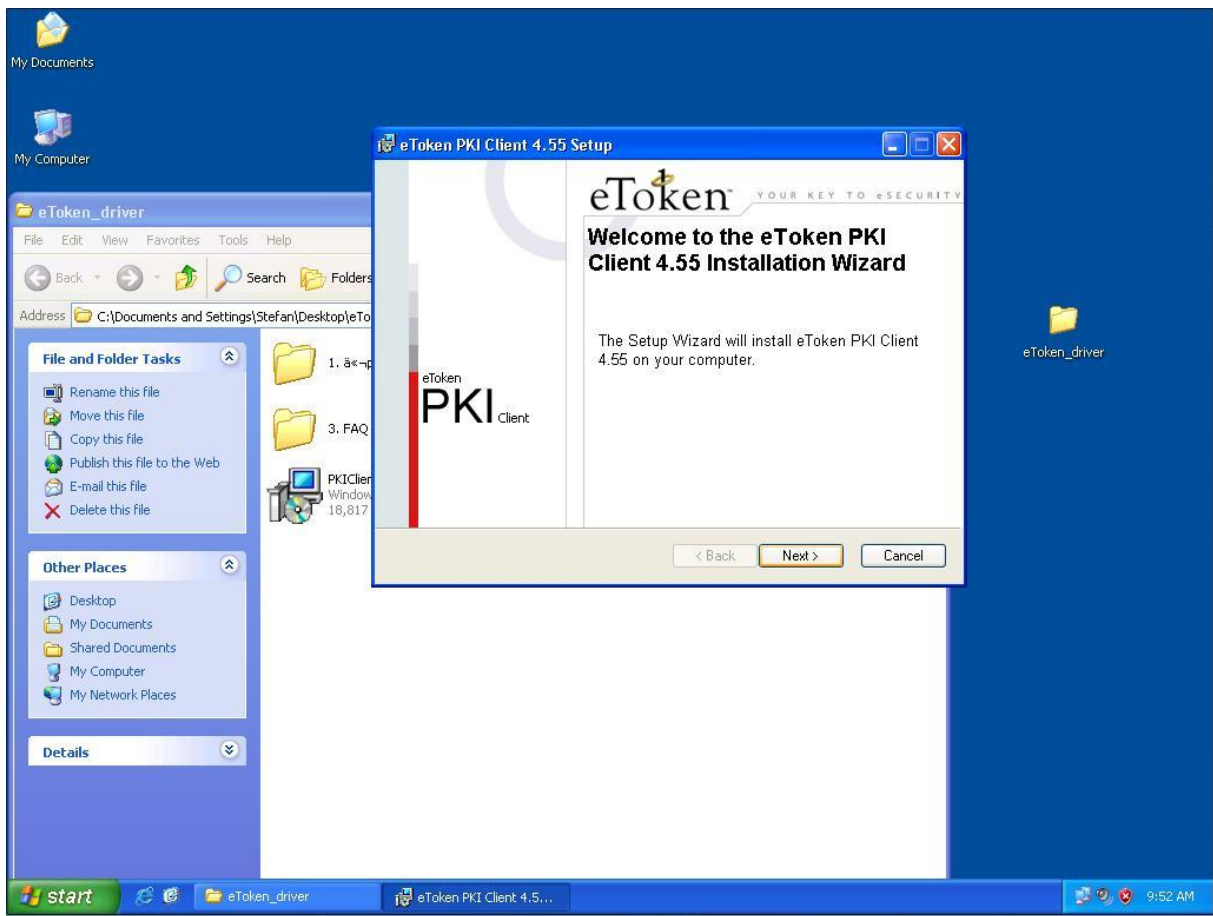 My Documents
My Computer
eToken_driver
File Edit View Favorites Tools Help
Back Search Folders
Address C:\Documents and Settings\Stefan\Desktop\eTo
File and Folder Tasks
Rename this file
Move this file
Copy this file
Publish this file to the Web
E-mail this file
Delete this file
Other Places
Desktop
My Documents
Shared Documents
My Computer
My Network Places
Details
1. ä«¬p
3. FAQ
PKIClien
Window
18,817
eToken PKI Client 4.55 Setup
eToken YOUR KEY TO eSECURITY
Welcome to the eToken PKI
Client 4.55 Installation Wizard
The Setup Wizard will install eToken PKI Client
4.55 on your computer.
eToken
PKI Client
< Back Next > Cancel
eToken_driver
start eToken_driver eToken PKI Client 4.5... 9:52 AM